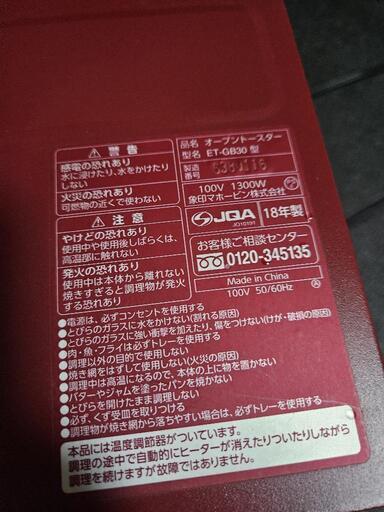 ⚠警告
感電の恐れあり
水に浸けたり、水をかけたり
しない
火災の恐れあり
可燃物の近くで使わない
⚠注意
やけどの恐れあり
使用中や使用後しばらくは、
高温部に触れない
発火の恐れあり
使用中は本体から離れない
焼きすぎると調理物が発火
する恐れあり
品名 オーブントースター
型名 ET-GB30型
製造番号
100V 1300W
象印マホービン株式会社
JQA
18年製
お客様ご相談センター
0120-345135
Made in China
100V 50/60Hz
●電源は、必ずコンセントを使用する
●とびらのガラスに水をかけない(割れる原因)
●とびらのガラスに強い衝撃を加えたり、傷をつけない(けが・破損の原因)
●肉・魚・フライは必ずトレーを使用する
●調理以外の目的で使用しない
●焼き網をはずして使用しない(火災の原因)
●調理中は高温になるので、本体の上に物を置かない
●バターやジャムを塗ったパンを焼かない
●とびらを開けたまま調理しない
●必ず、くず受皿を取りつける
●調理物が焼き網から落ちやすい場合は、必ずトレーを使用する
本品には温度調節器がついています。
調理の途中で自動的にヒーターが消えたりついたりしながら
調理を続けますが故障ではありません。